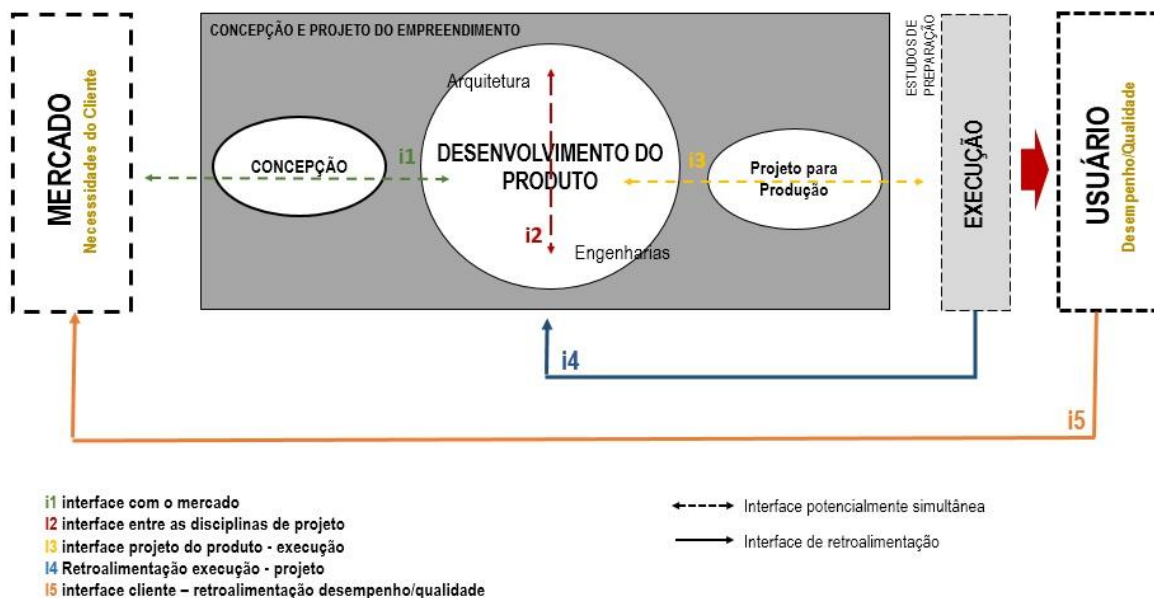 CONCEPÇÃO E PROJETO DO EMPREENDIMENTO
MERCADO
Necesssidades do Cliente
CONCEPÇÃO
i1
Arquitetura
DESENVOLVIMENTO DO
PRODUTO
i2
Engenharias
i3
Projeto para
Produção
ESTUDOS DE
PREPARAÇÃO
EXECUÇÃO
USUÁRIO
Desempenho/Qualidade
i4
i5
i1 interface com o mercado
I2 interface entre as disciplinas de projeto
I3 interface projeto do produto - execução
I4 Retroalimentação execução - projeto
I5 interface cliente – retroalimentação desempenho/qualidade
Interface potencialmente simultânea
Interface de retroalimentação